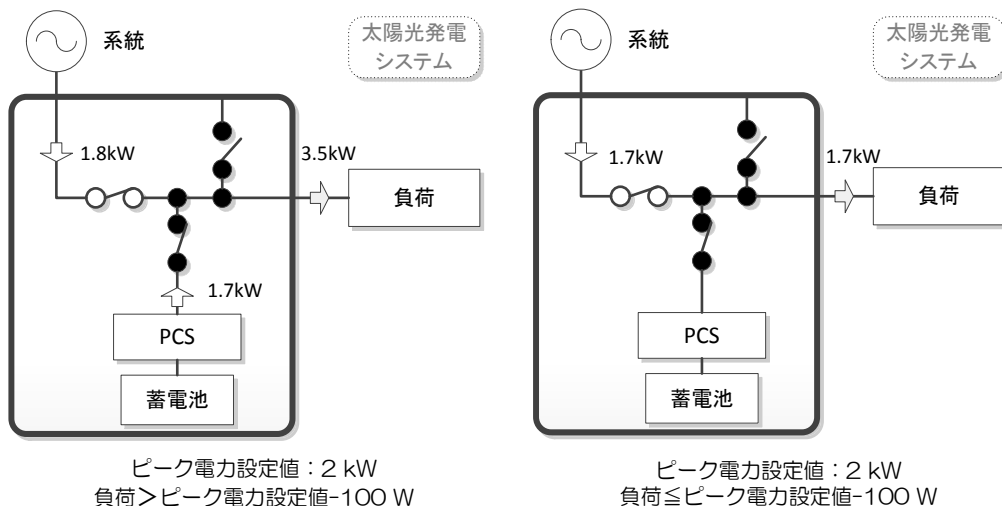 系統
太陽光発電
システム
1.8kW
3.5kW
負荷
1.7kW
PCS
蓄電池
ピーク電力設定値：2 kW
負荷＞ピーク電力設定値-100 W
系統
太陽光発電
システム
1.7kW
1.7kW
負荷
PCS
蓄電池
ピーク電力設定値：2 kW
負荷≦ピーク電力設定値-100 W